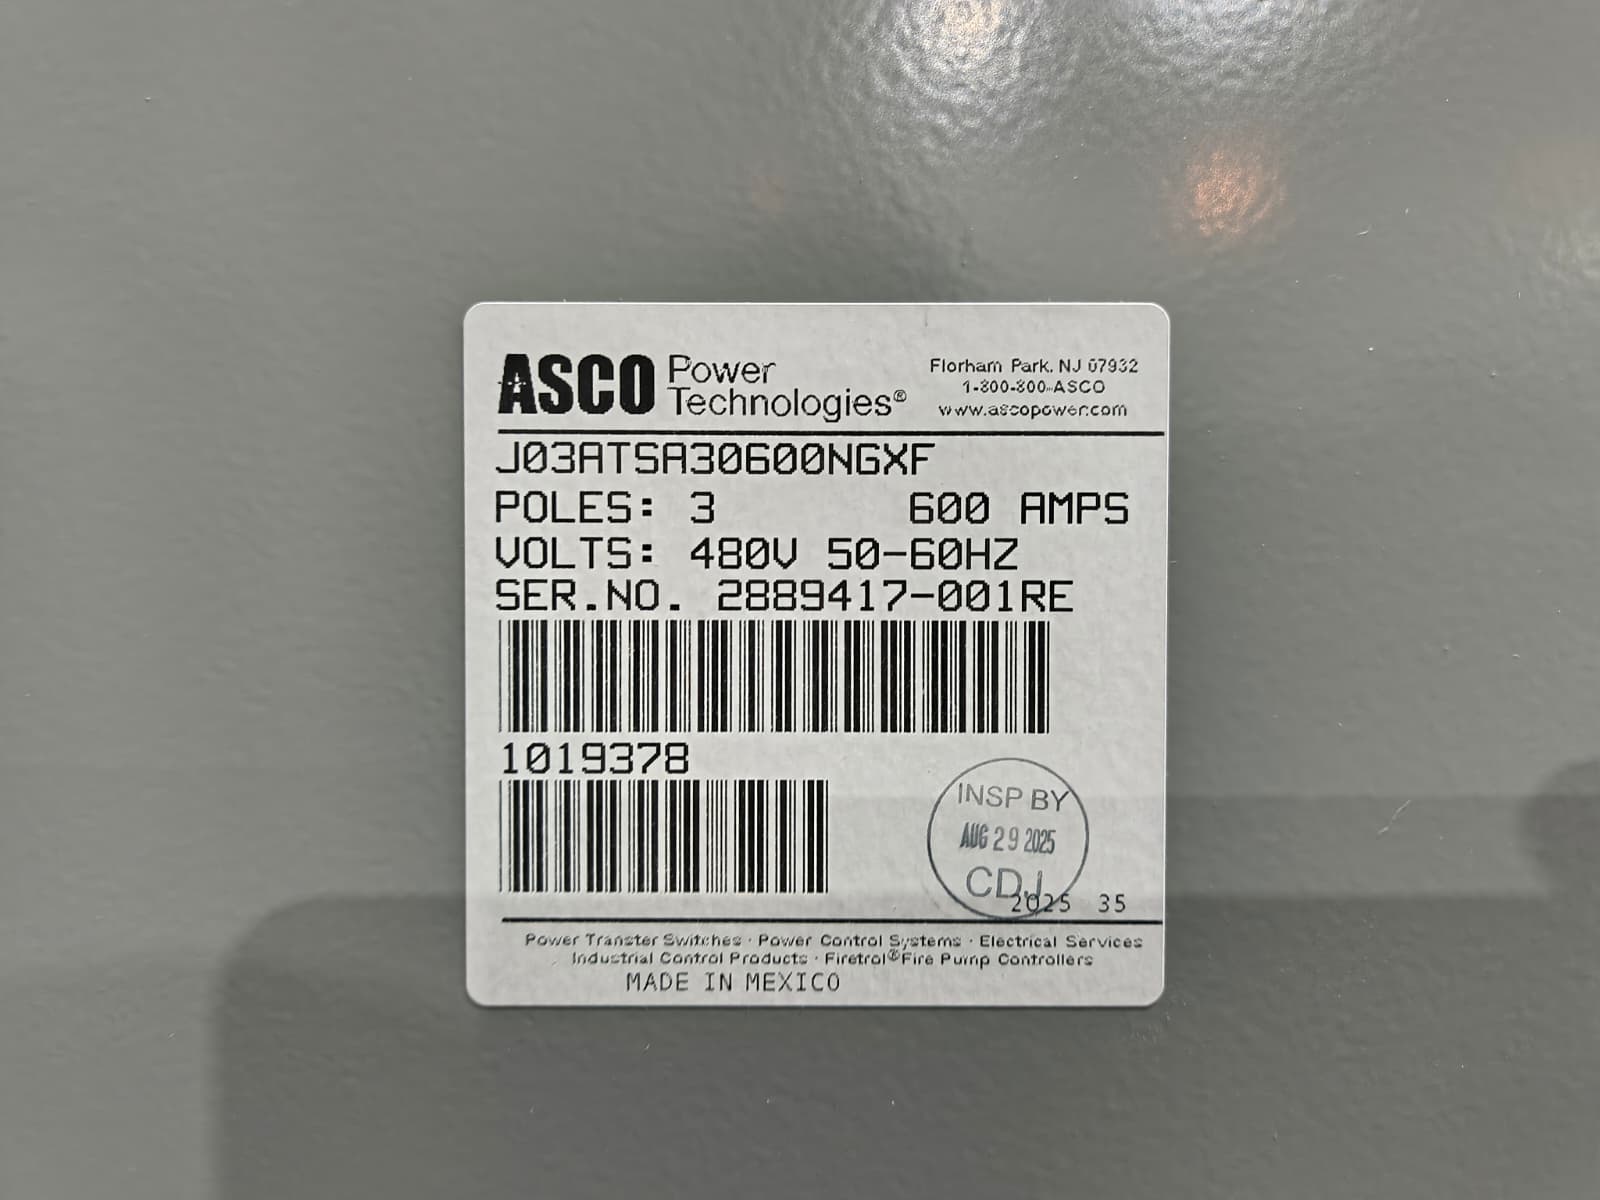 ASCO Power Technologies®
Florham Park, NJ 07932
1-800-800-ASCO
www.ascopower.com
J03ATSA30600NGXF
POLES: 3 600 AMPS
VOLTS: 480V 50-60HZ
SER.NO. 2889417-001RE
1019378
INSP BY
AUG 29 2025
CDJ
2025 35
Power Transfer Switches · Power Control Systems · Electrical Services
Industrial Control Products · Firetrol® Fire Pump Controllers
MADE IN MEXICO